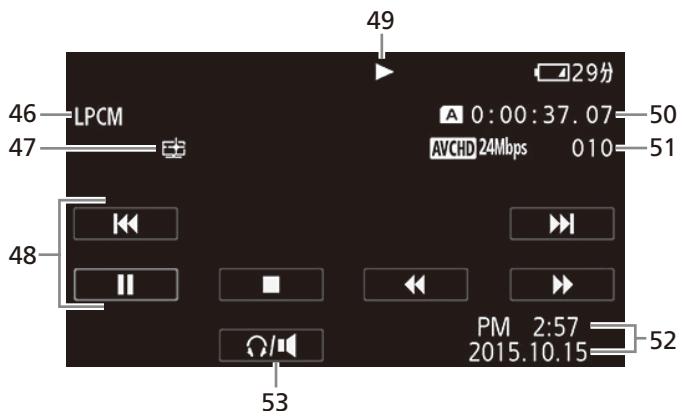 49
29分
46 LPCM
A 0:00:37.07 50
47
AVCHD 24Mbps 010 51
48
PM 2:57
2015.10.15
52
53